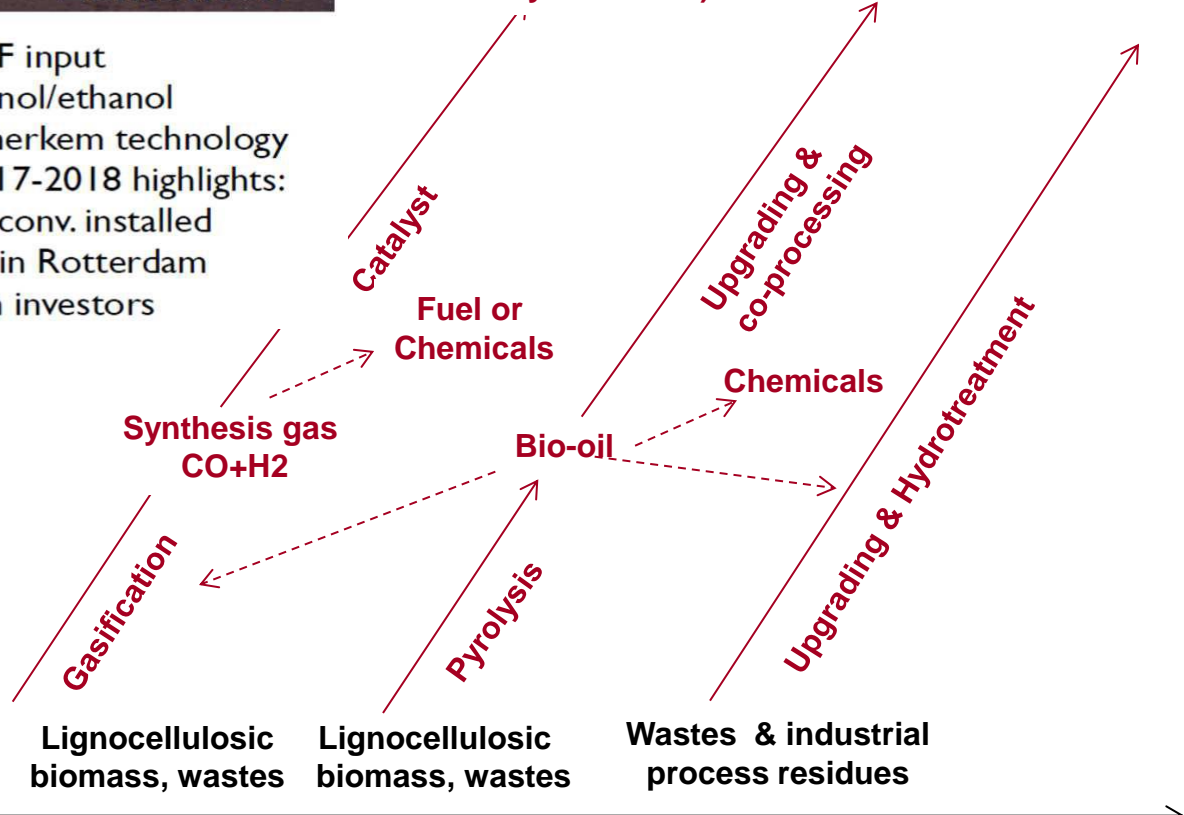 F input
nol/ethanol
nerkem technology
17-2018 highlights:
conv. installed
in Rotterdam
investors
Catalyst
Upgrading &
co-processing
Fuel or
Chemicals
Chemicals
Synthesis gas
CO+H2
Bio-oil
Upgrading & Hydrotreatment
Gasification
Pyrolysis
Lignocellulosic
biomass, wastes
Lignocellulosic
biomass, wastes
Wastes & industrial
process residues